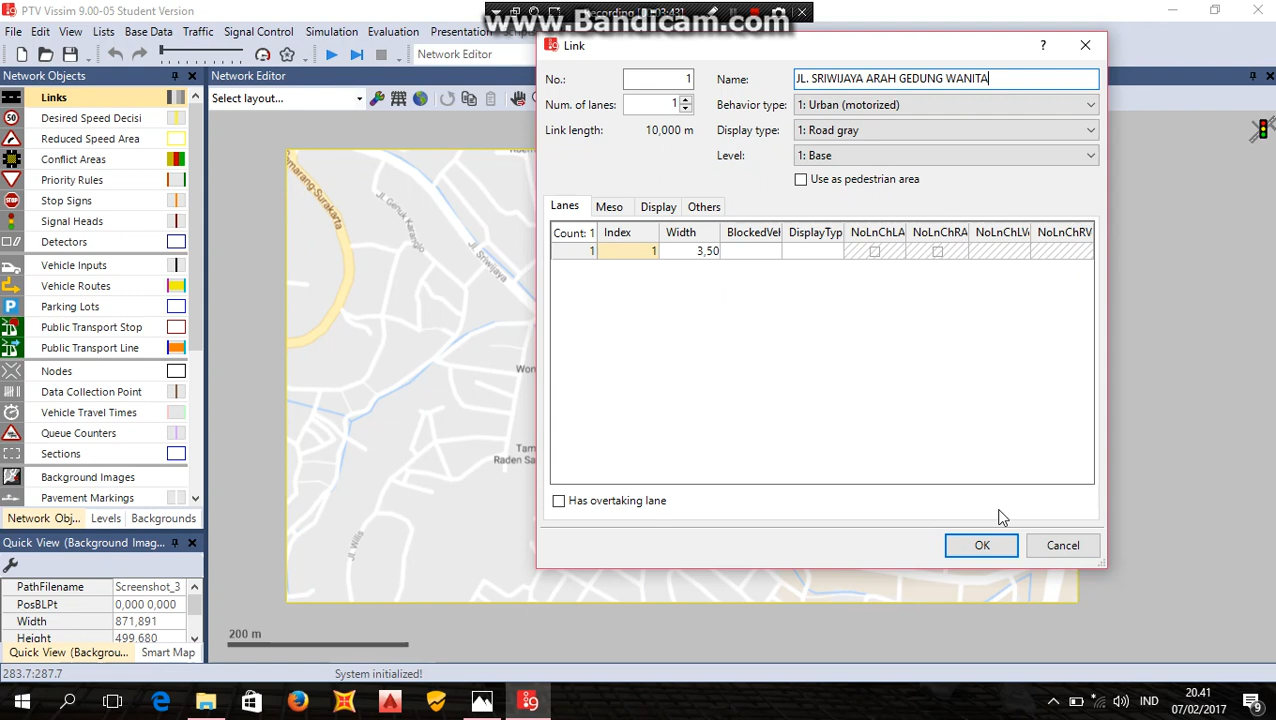 PTV Vissim 9.00-05 Student Version
www.Bandicam.com
File Edit View Lists Base Data Traffic Signal Control Simulation Evaluation Presentation
Network Editor
Network Objects
Network Editor
Select layout...
Links
Desired Speed Decisi
Reduced Speed Area
Conflict Areas
Priority Rules
Stop Signs
Signal Heads
Detectors
Vehicle Inputs
Vehicle Routes
Parking Lots
Public Transport Stop
Public Transport Line
Nodes
Data Collection Point
Vehicle Travel Times
Queue Counters
Sections
Background Images
Pavement Markings
Network Obj... Levels Backgrounds
Quick View (Background Imag...
PathFilename Screenshot_3
PosBLPt 0,000 0,000
Width 871,891
Height 499,680
Quick View (Backgrou... Smart Map
Jl. Genuk Karanglo
Jl. Sriwijaya
Jl. Wilis
200 m
283.7:287.7
System initialized!
Link
No.: 1
Name: JL. SRIWIJAYA ARAH GEDUNG WANITA
Num. of lanes: 1
Behavior type: 1: Urban (motorized)
Link length: 10,000 m
Display type: 1: Road gray
Level: 1: Base
Use as pedestrian area
Lanes Meso Display Others
Count: 1 Index Width BlockedVeh DisplayTyp NoLnChLA NoLnChRA NoLnChLV NoLnChRV
1 1 3,50
Has overtaking lane
OK Cancel
IND
20.41
07/02/2017